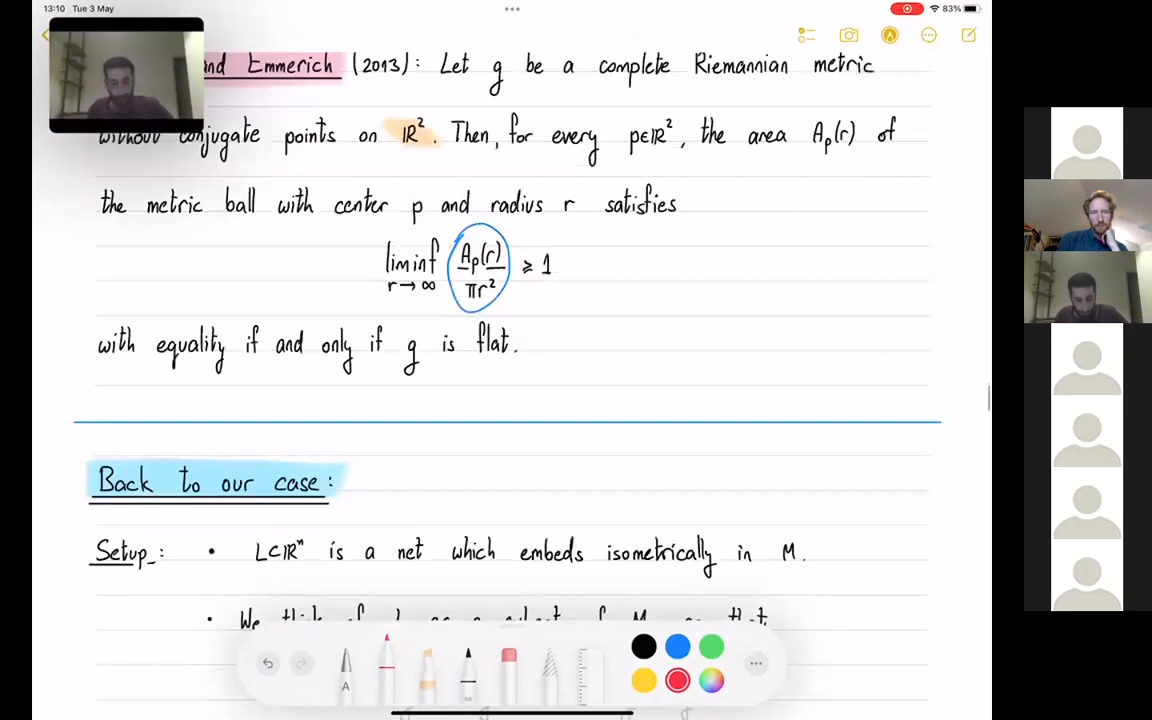 13:10 Tue 3 May
83%
and Emmerich (2013): Let g be a complete Riemannian metric
without conjugate points on ℝ². Then, for every p∈ℝ², the area Ap(r) of
the metric ball with center p and radius r satisfies
lim inf r→∞ Ap(r)/πr² ≥ 1
with equality if and only if g is flat.
Back to our case:
Setup: • L⊂ℝⁿ is a net which embeds isometrically in M.
• We
A